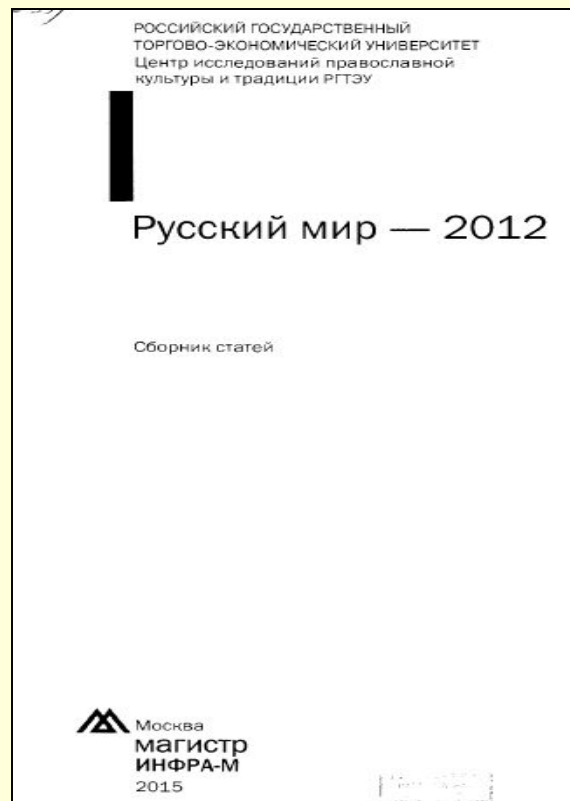 РОССИЙСКИЙ ГОСУДАРСТВЕННЫЙ
ТОРГОВО-ЭКОНОМИЧЕСКИЙ УНИВЕРСИТЕТ
Центр исследований православной
культуры и традиции РГТЭУ
Русский мир — 2012
Сборник статей
Москва
магистр
ИНФРА-М
2015